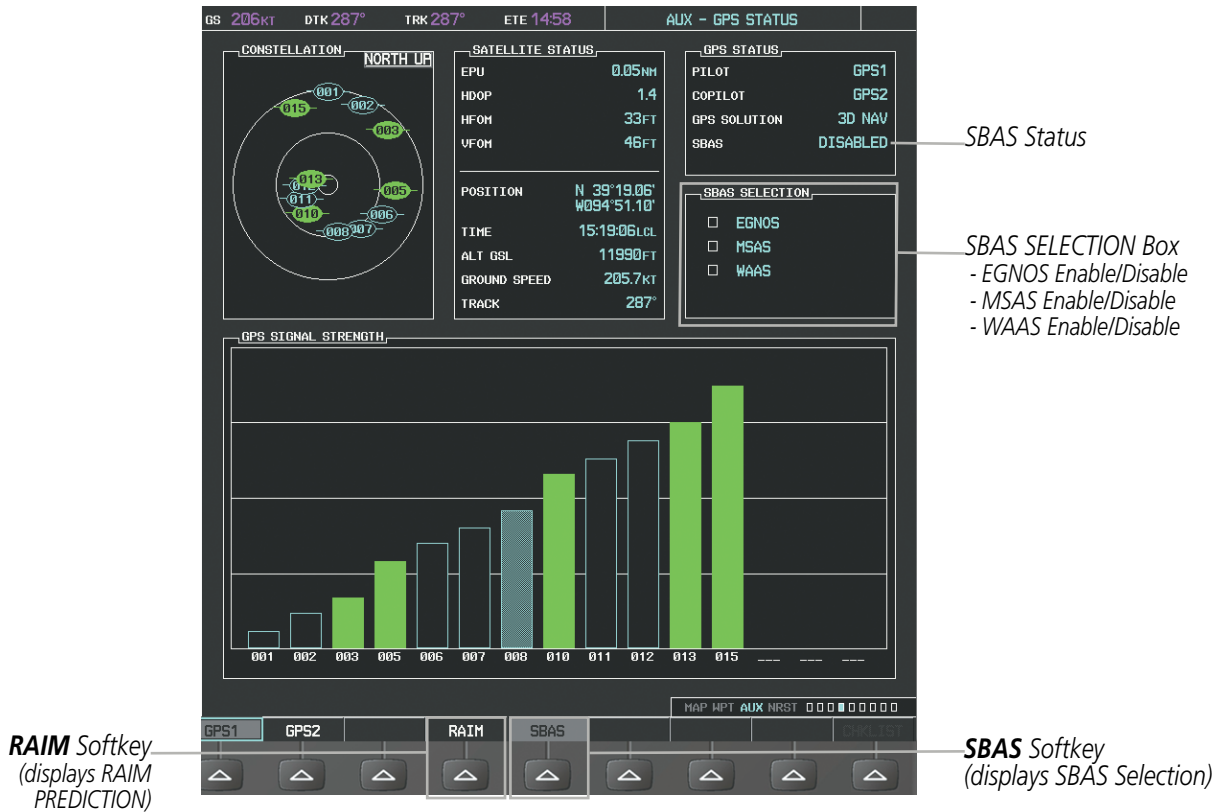 GS 206KT DTK 287° TRK 287° ETE 14:58 AUX - GPS STATUS
CONSTELLATION
NORTH UP
001
015
002
003
013
005
011
010
006
008
007
SATELLITE STATUS
EPU 0.05NM
HDOP 1.4
HFOM 33FT
VFOM 46FT
POSITION N 39°19.06'
W094°51.10'
TIME 15:19:06LCL
ALT GSL 11990FT
GROUND SPEED 205.7KT
TRACK 287°
GPS STATUS
PILOT GPS1
COPILOT GPS2
GPS SOLUTION 3D NAV
SBAS DISABLED
SBAS Status
SBAS SELECTION
EGNOS
MSAS
WAAS
SBAS SELECTION Box
- EGNOS Enable/Disable
- MSAS Enable/Disable
- WAAS Enable/Disable
GPS SIGNAL STRENGTH
001 002 003 005 006 007 008 010 011 012 013 015 ___ ___ ___
MAP WPT AUX NRST
GPS1 GPS2 RAIM SBAS CHKLIST
RAIM Softkey
(displays RAIM
PREDICTION)
SBAS Softkey
(displays SBAS Selection)